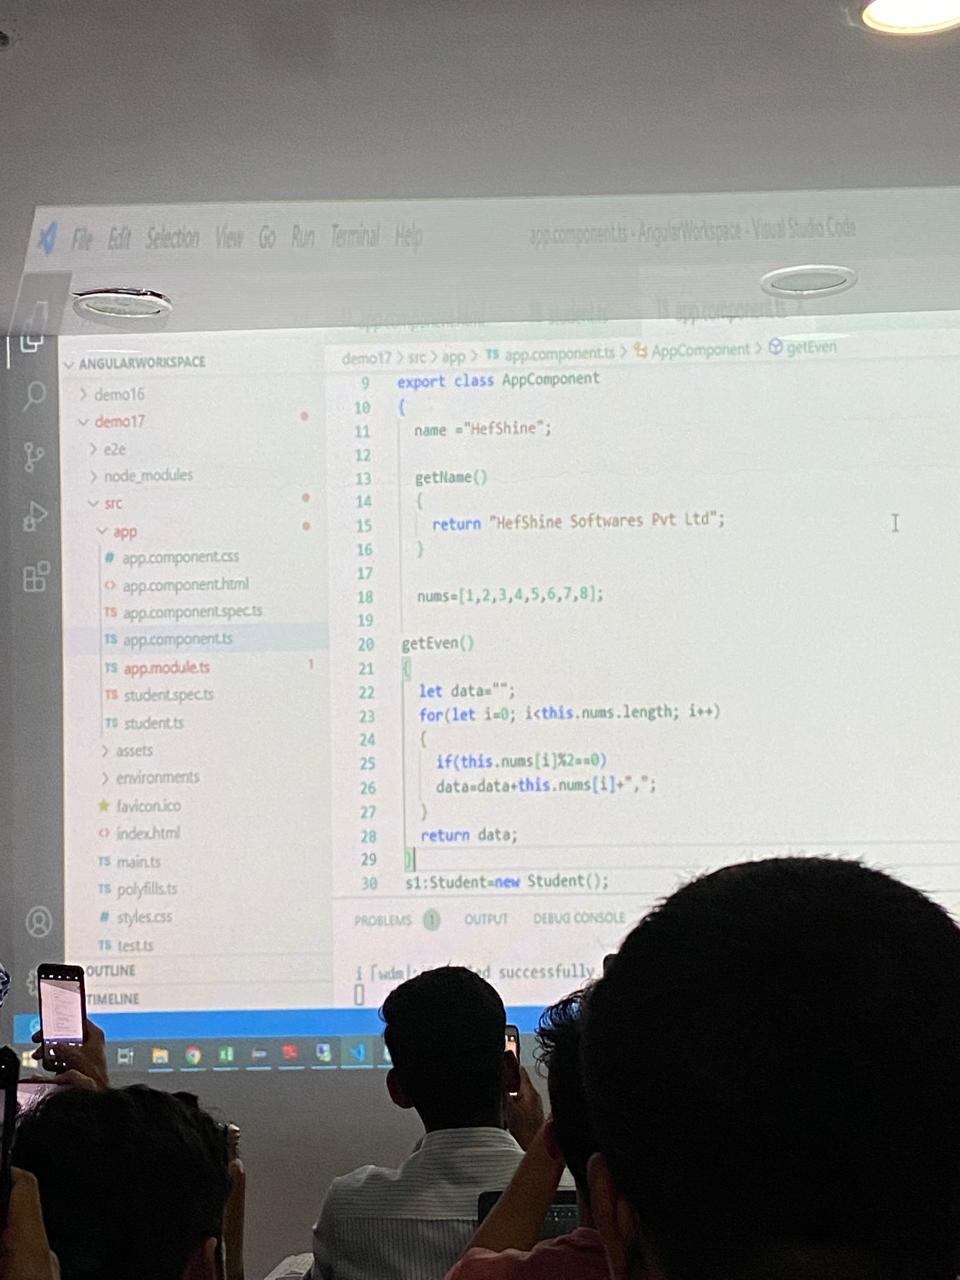 File Edit Selection View Go Run Terminal Help
app.component.ts - AngularWorkspace - Visual Studio Code
app.component.ts
ANGULARWORKSPACE
demo16
demo17
e2e
node_modules
src
app
# app.component.css
<> app.component.html
TS app.component.spec.ts
TS app.component.ts
TS app.module.ts 1
TS student.spec.ts
TS student.ts
assets
environments
favicon.ico
<> index.html
TS main.ts
TS polyfills.ts
# styles.css
TS test.ts
OUTLINE
TIMELINE
demo17 > src > app > TS app.component.ts > AppComponent > getEven
9 export class AppComponent
10 {
11 name ="HefShine";
12
13 getName()
14 {
15 return "HefShine Softwares Pvt Ltd";
16 }
17
18 nums=[1,2,3,4,5,6,7,8];
19
20 getEven()
21 {
22 let data="";
23 for(let i=0; i<this.nums.length; i++)
24 {
25 if(this.nums[i]%2==0)
26 data=data+this.nums[i]+",";
27 }
28 return data;
29 }
30 s1:Student=new Student();
PROBLEMS 1 OUTPUT DEBUG CONSOLE
successfully.